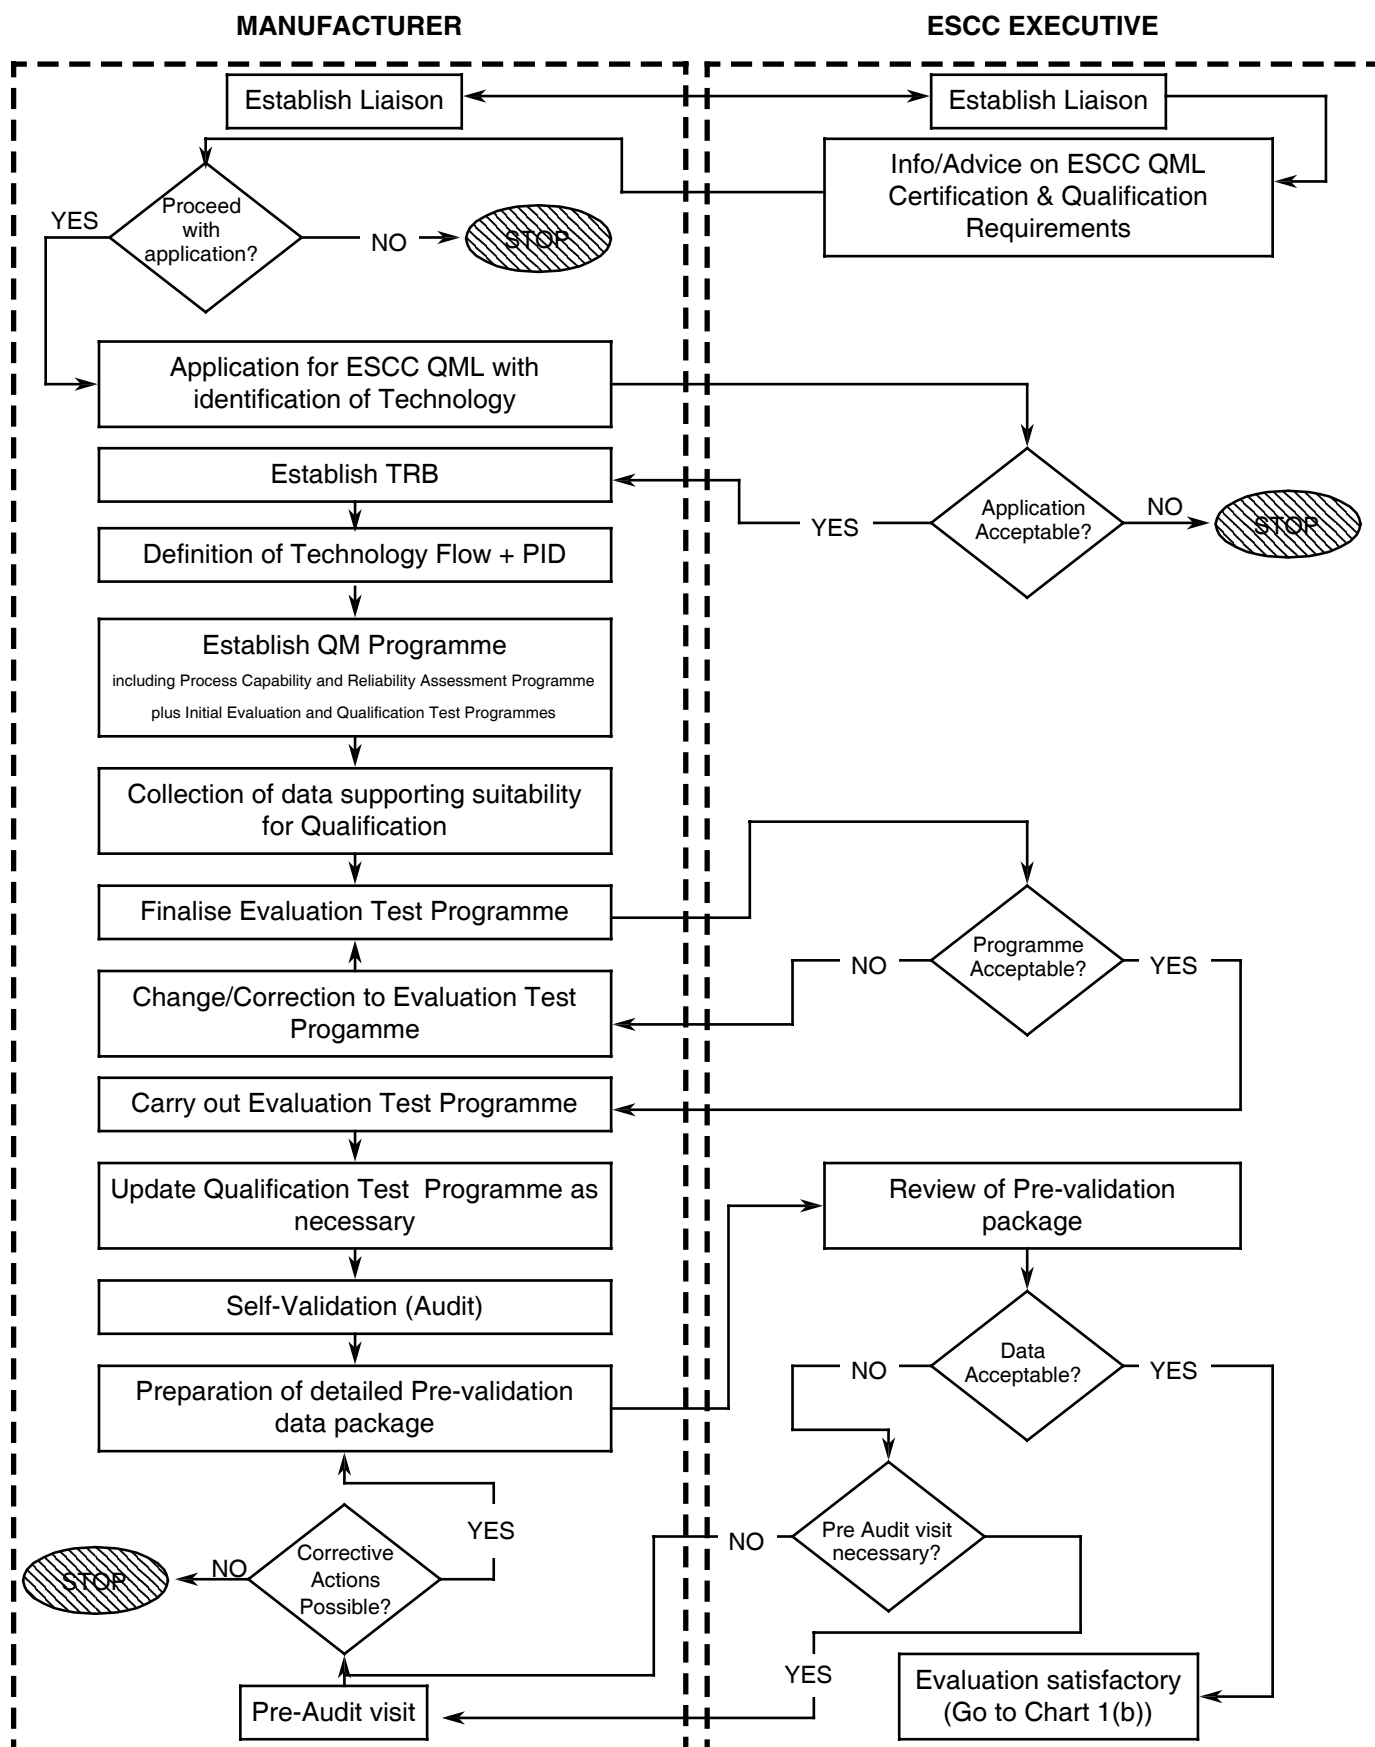 MANUFACTURER
ESCC EXECUTIVE
Establish Liaison
Establish Liaison
Info/Advice on ESCC QML
Certification & Qualification
Requirements
Proceed
with
application?
YES
NO
STOP
Application for ESCC QML with
identification of Technology
Establish TRB
Application
Acceptable?
YES
NO
STOP
Definition of Technology Flow + PID
Establish QM Programme
including Process Capability and Reliability Assessment Programme
plus Initial Evaluation and Qualification Test Programmes
Collection of data supporting suitability
for Qualification
Finalise Evaluation Test Programme
Programme
Acceptable?
NO
YES
Change/Correction to Evaluation Test
Progamme
Carry out Evaluation Test Programme
Update Qualification Test  Programme as
necessary
Review of Pre-validation
package
Self-Validation (Audit)
Data
Acceptable?
NO
YES
Preparation of detailed Pre-validation
data package
Pre Audit visit
necessary?
NO
YES
Corrective
Actions
Possible?
YES
NO
STOP
Pre-Audit visit
Evaluation satisfactory
(Go to Chart 1(b))